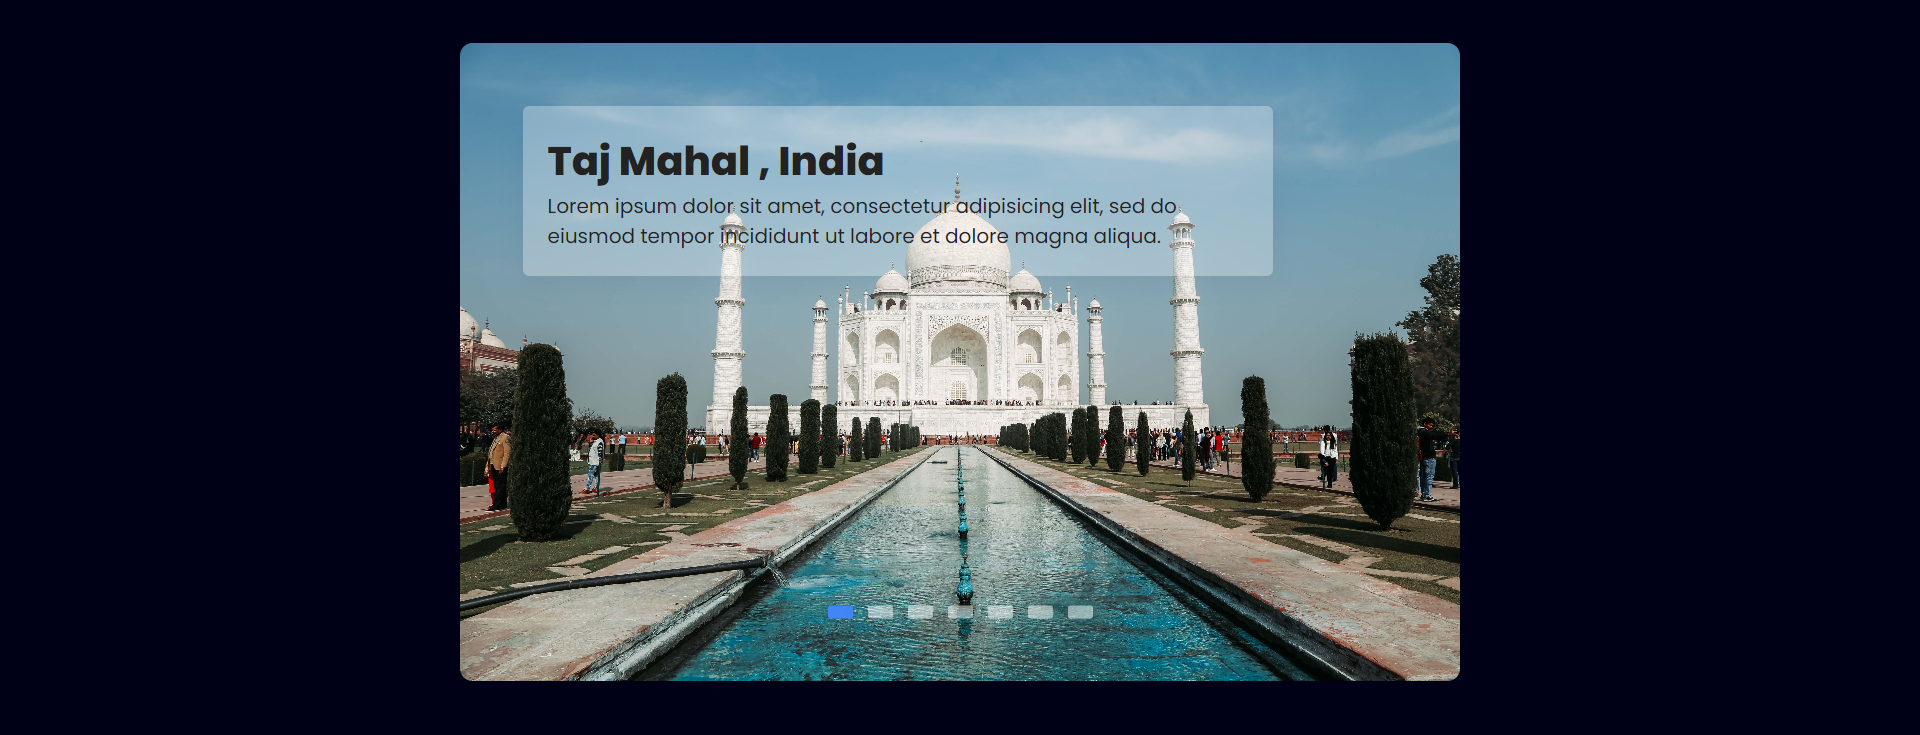 Taj Mahal , India
Lorem ipsum dolor sit amet, consectetur adipisicing elit, sed do
eiusmod tempor incididunt ut labore et dolore magna aliqua.